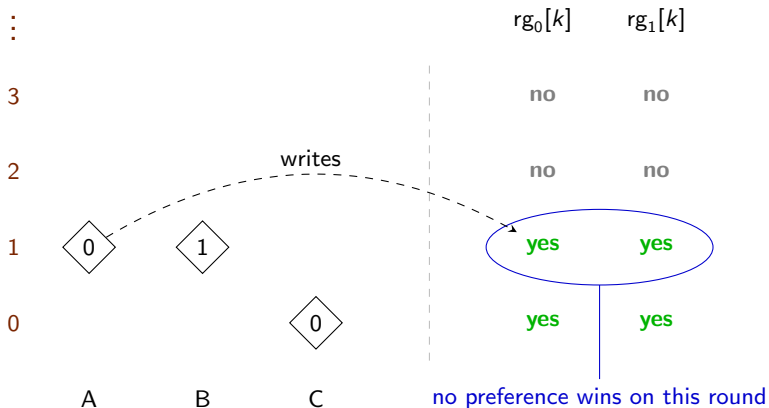 ⋮ rg₀[k] rg₁[k]
3 no no
2 no no
writes
1 0 1 yes yes
0 0 yes yes
A B C no preference wins on this round